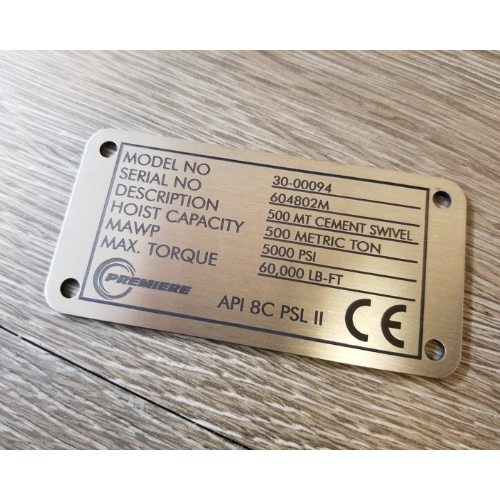 MODEL NO 30-00094
SERIAL NO 604802M
DESCRIPTION 500 MT CEMENT SWIVEL
HOIST CAPACITY 500 METRIC TON
MAWP 5000 PSI
MAX. TORQUE 60,000 LB-FT
PREMIERE API 8C PSL II CE